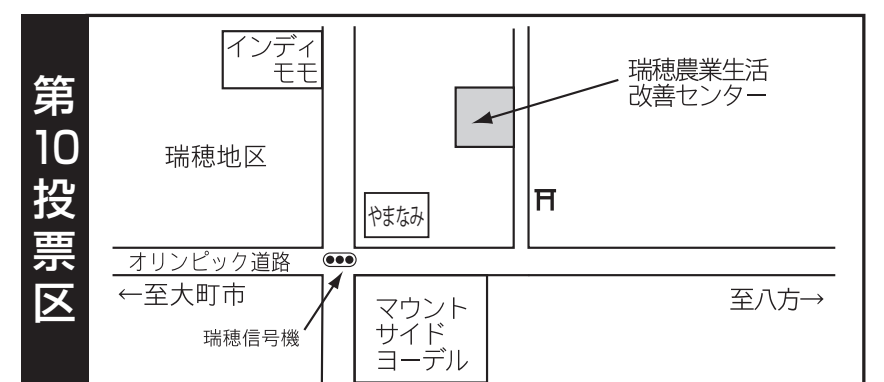 第10投票区
インディ
モモ
瑞穂農業生活
改善センター
瑞穂地区
やまなみ
オリンピック道路
←至大町市
至八方→
瑞穂信号機
マウント
サイド
ヨーデル